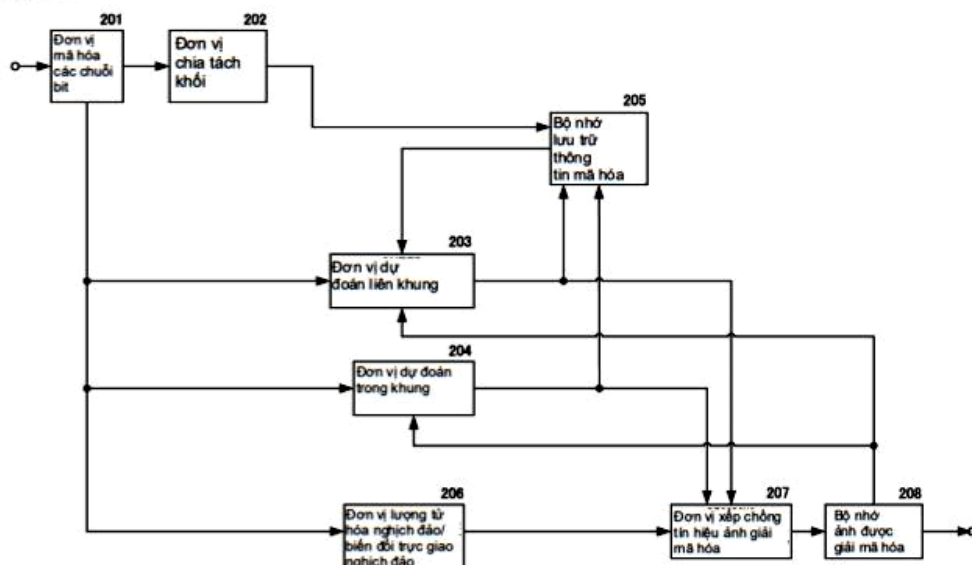 201
Đơn vị
mã hóa
các chuỗi
bit
202
Đơn vị
chia tách
khối
205
Bộ nhớ
lưu trữ
thông
tin mã hóa
203
Đơn vị dự
đoán liên khung
204
Đơn vị dự đoán
trong khung
206
Đơn vị lượng tử
hóa nghịch đảo/
biến đổi trực giao
nghịch đảo
207
Đơn vị xếp chồng
tín hiệu ảnh giải
mã hóa
208
Bộ nhớ
ảnh được
giải mã hóa